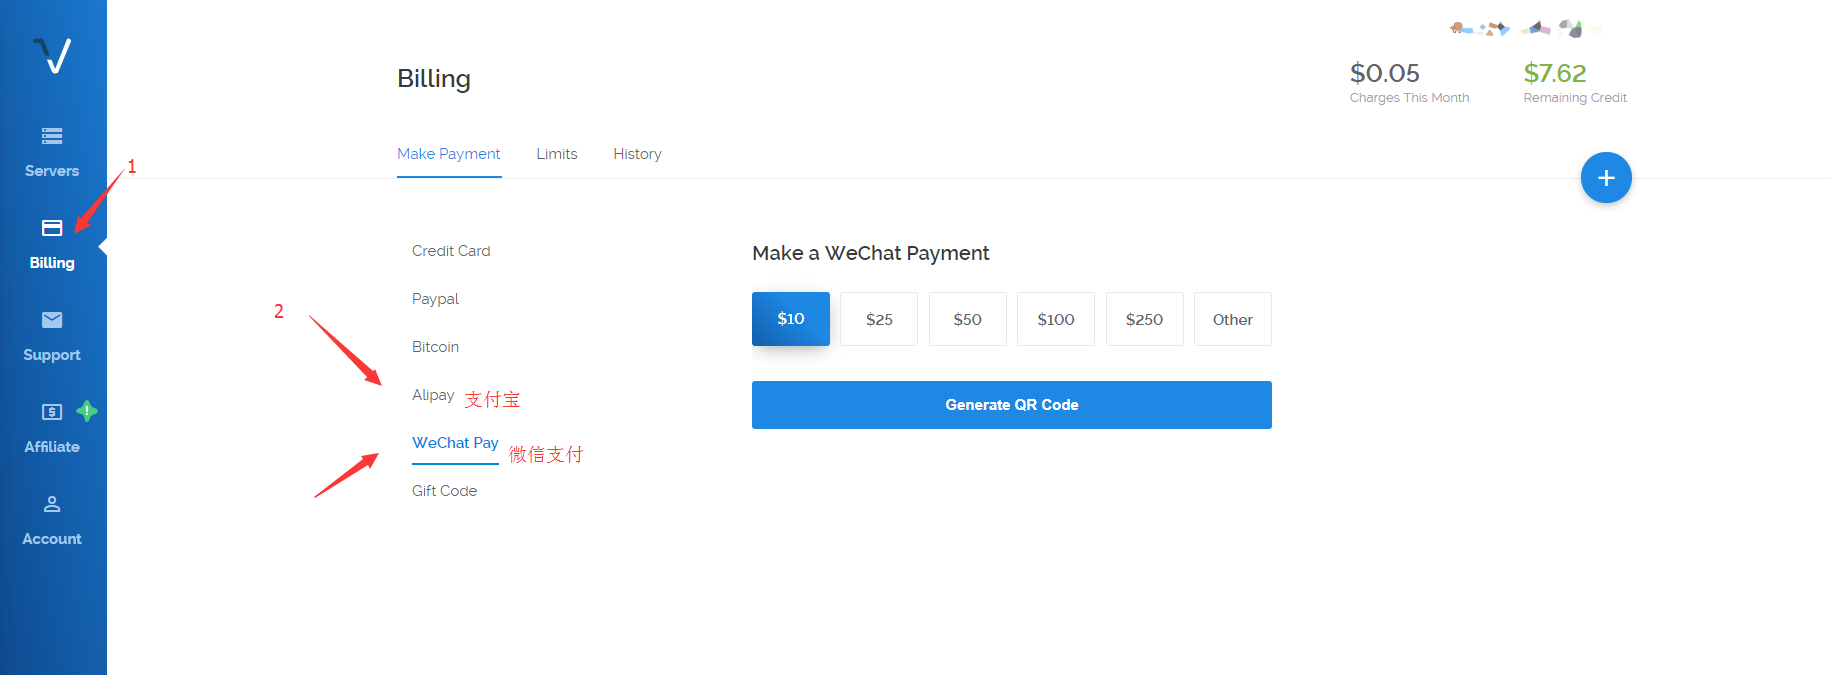 Billing
$0.05
Charges This Month
$7.62
Remaining Credit
Servers
1
Billing
Support
Affiliate
Account
Make Payment
Limits
History
+
Credit Card
Paypal
Bitcoin
2
Alipay 支付宝
WeChat Pay 微信支付
Gift Code
Make a WeChat Payment
$10 $25 $50 $100 $250 Other
Generate QR Code